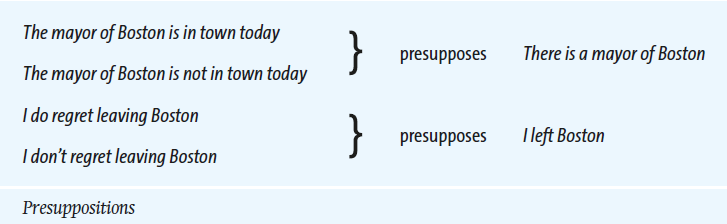 The mayor of Boston is in town today
The mayor of Boston is not in town today
} presupposes There is a mayor of Boston
I do regret leaving Boston
I don't regret leaving Boston
} presupposes I left Boston
Presuppositions